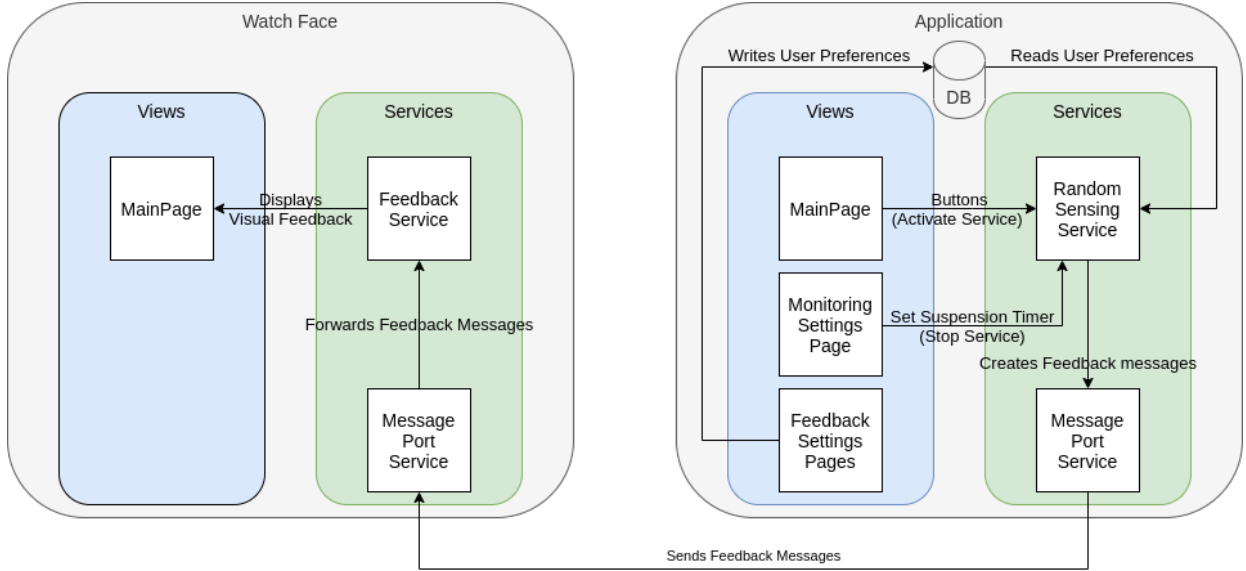 Watch Face
Views
Services
MainPage
Displays
Visual Feedback
Feedback
Service
Forwards Feedback Messages
Message
Port
Service
Application
Writes User Preferences
DB
Reads User Preferences
Views
Services
MainPage
Buttons
(Activate Service)
Random
Sensing
Service
Monitoring
Settings
Page
Set Suspension Timer
(Stop Service)
Creates Feedback messages
Feedback
Settings
Pages
Message
Port
Service
Sends Feedback Messages